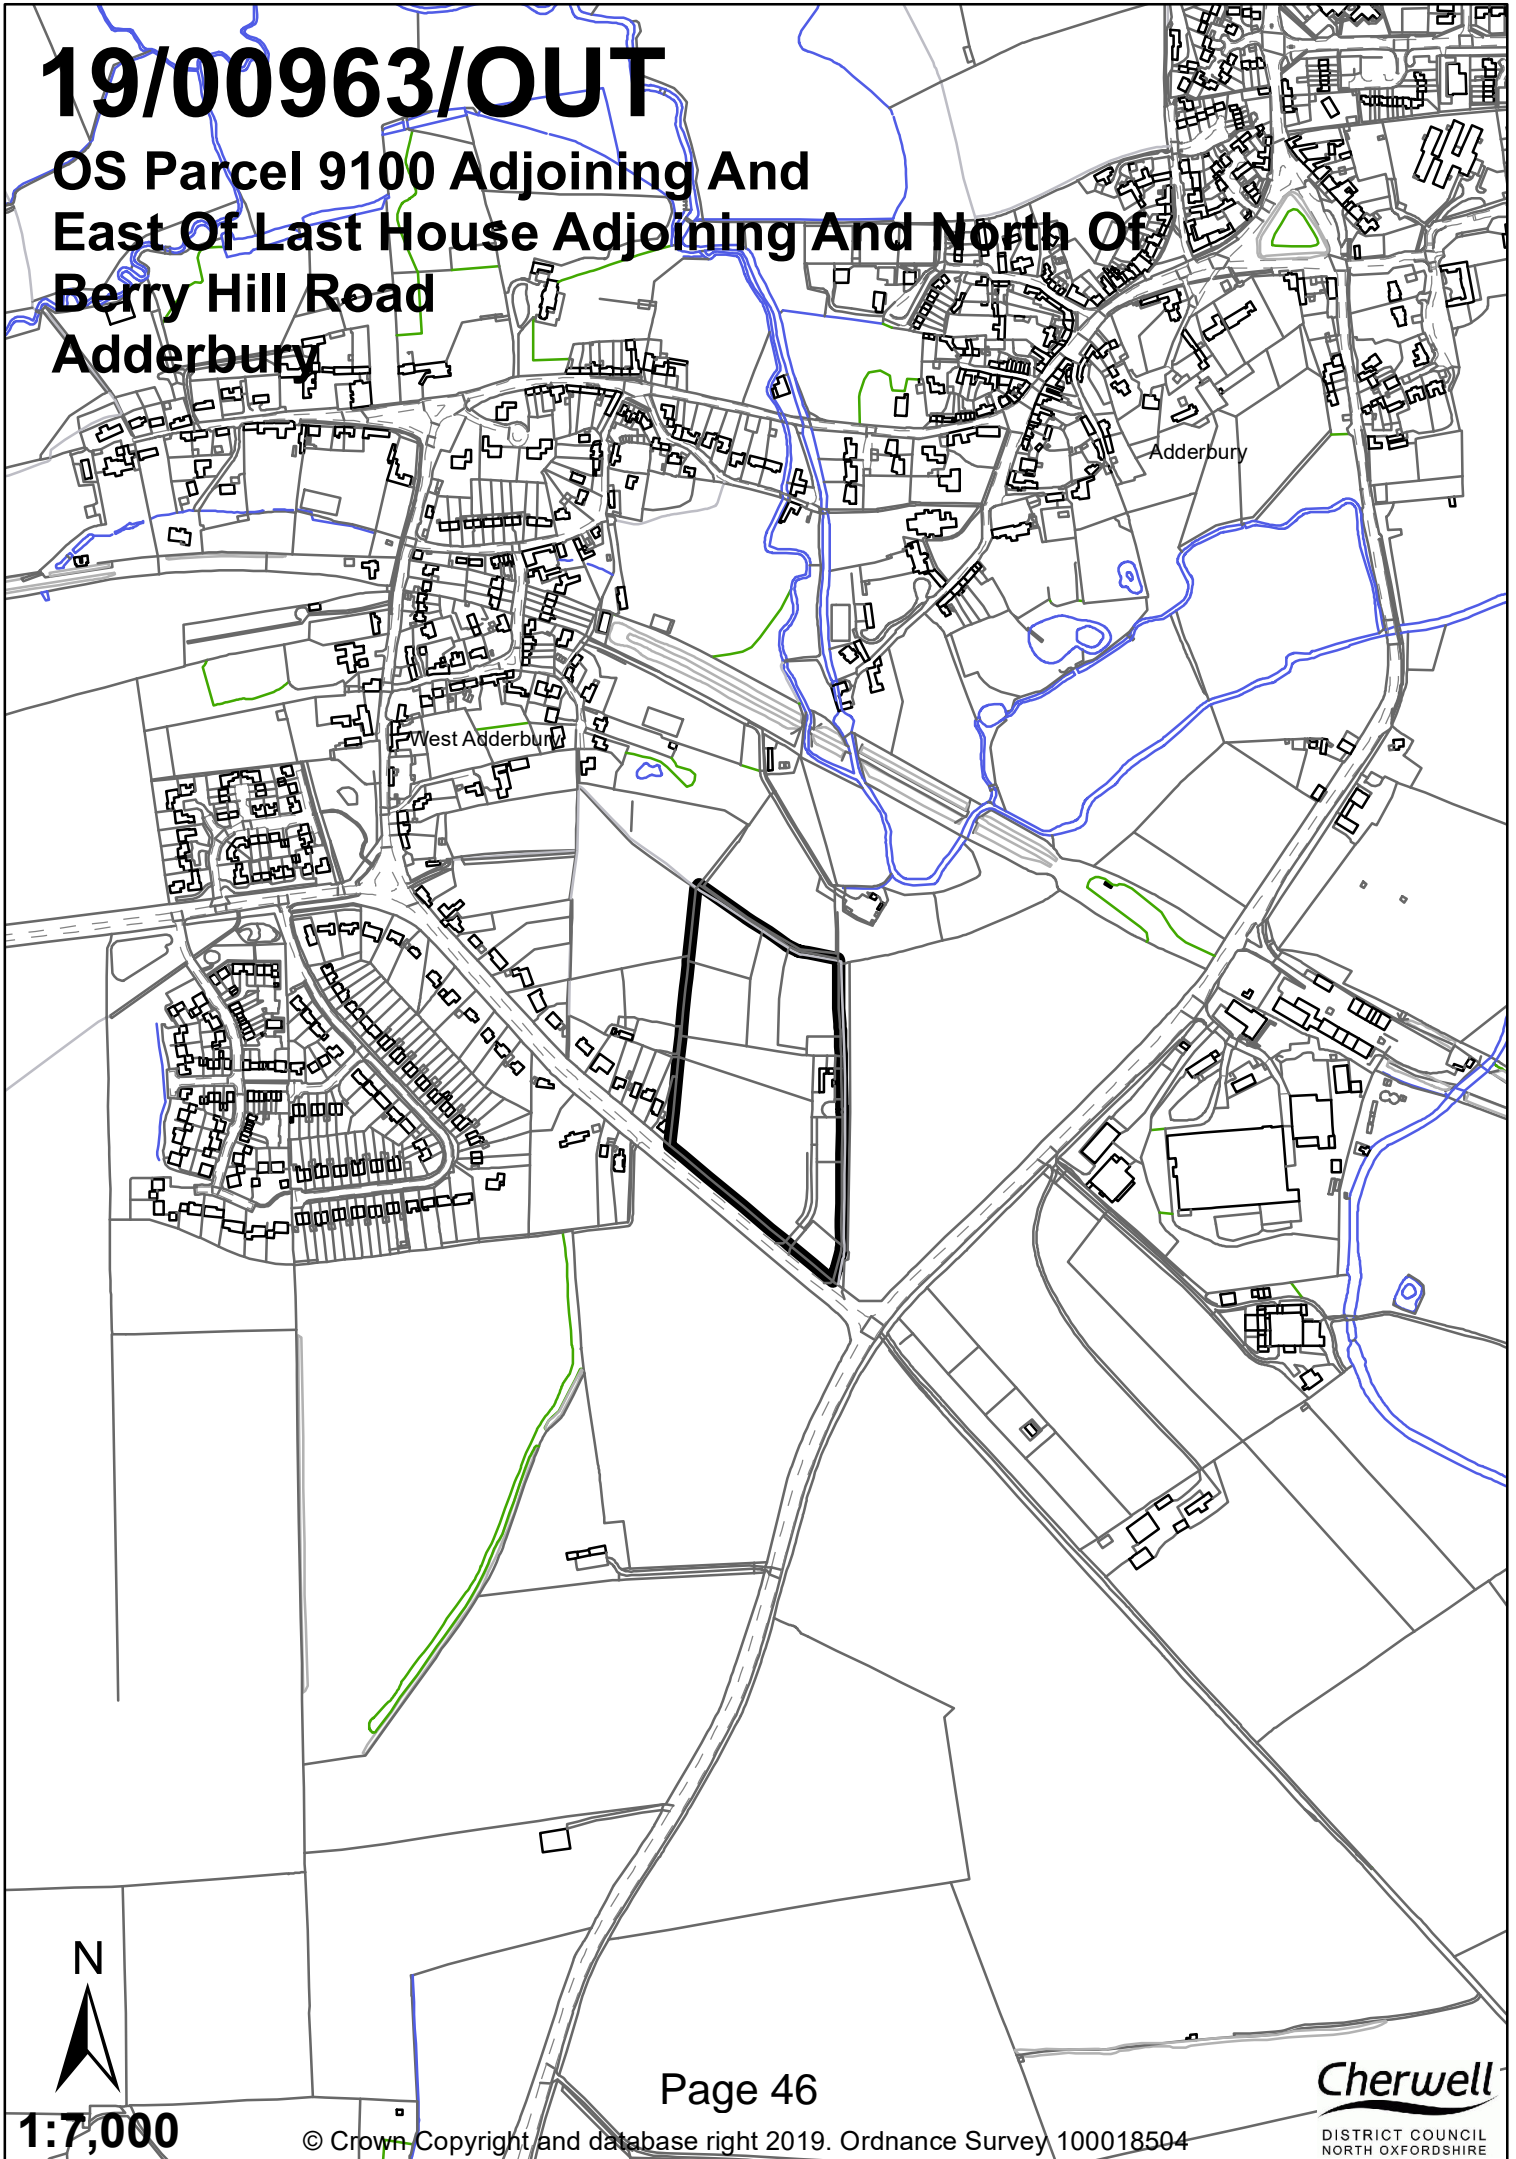 19/00963/OUT
OS Parcel 9100 Adjoining And
East Of Last House Adjoining And North Of
Berry Hill Road
Adderbury
Adderbury
West Adderbury
N
1:7,000
Page 46
© Crown Copyright and database right 2019. Ordnance Survey 100018504
Cherwell
DISTRICT COUNCIL
NORTH OXFORDSHIRE